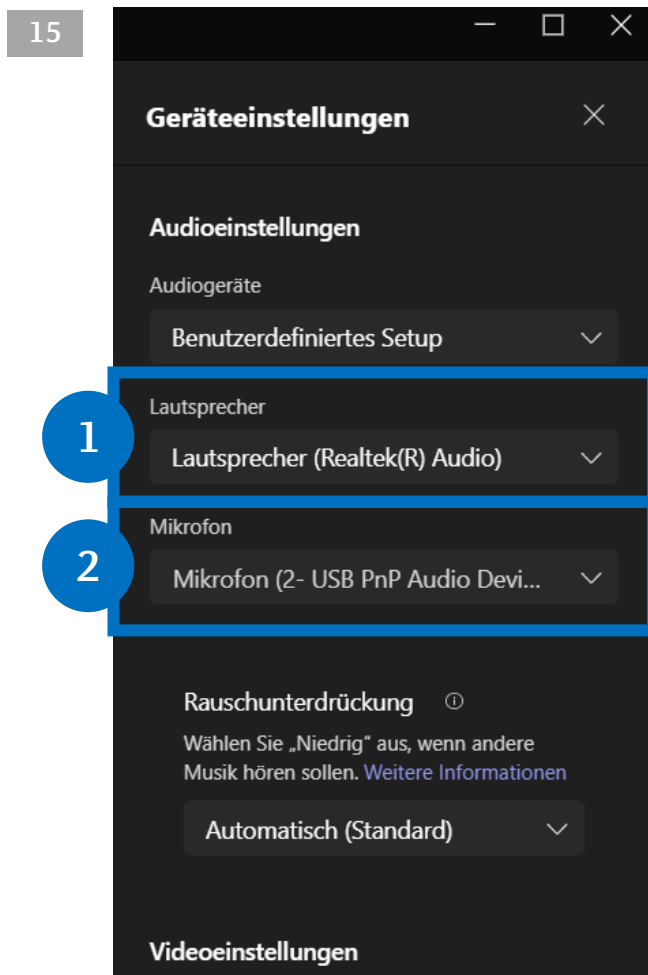 15
Geräteeinstellungen
Audioeinstellungen
Audiogeräte
Benutzerdefiniertes Setup
1
Lautsprecher
Lautsprecher (Realtek(R) Audio)
2
Mikrofon
Mikrofon (2- USB PnP Audio Devi...
Rauschunterdrückung
Wählen Sie „Niedrig“ aus, wenn andere
Musik hören sollen. Weitere Informationen
Automatisch (Standard)
Videoeinstellungen